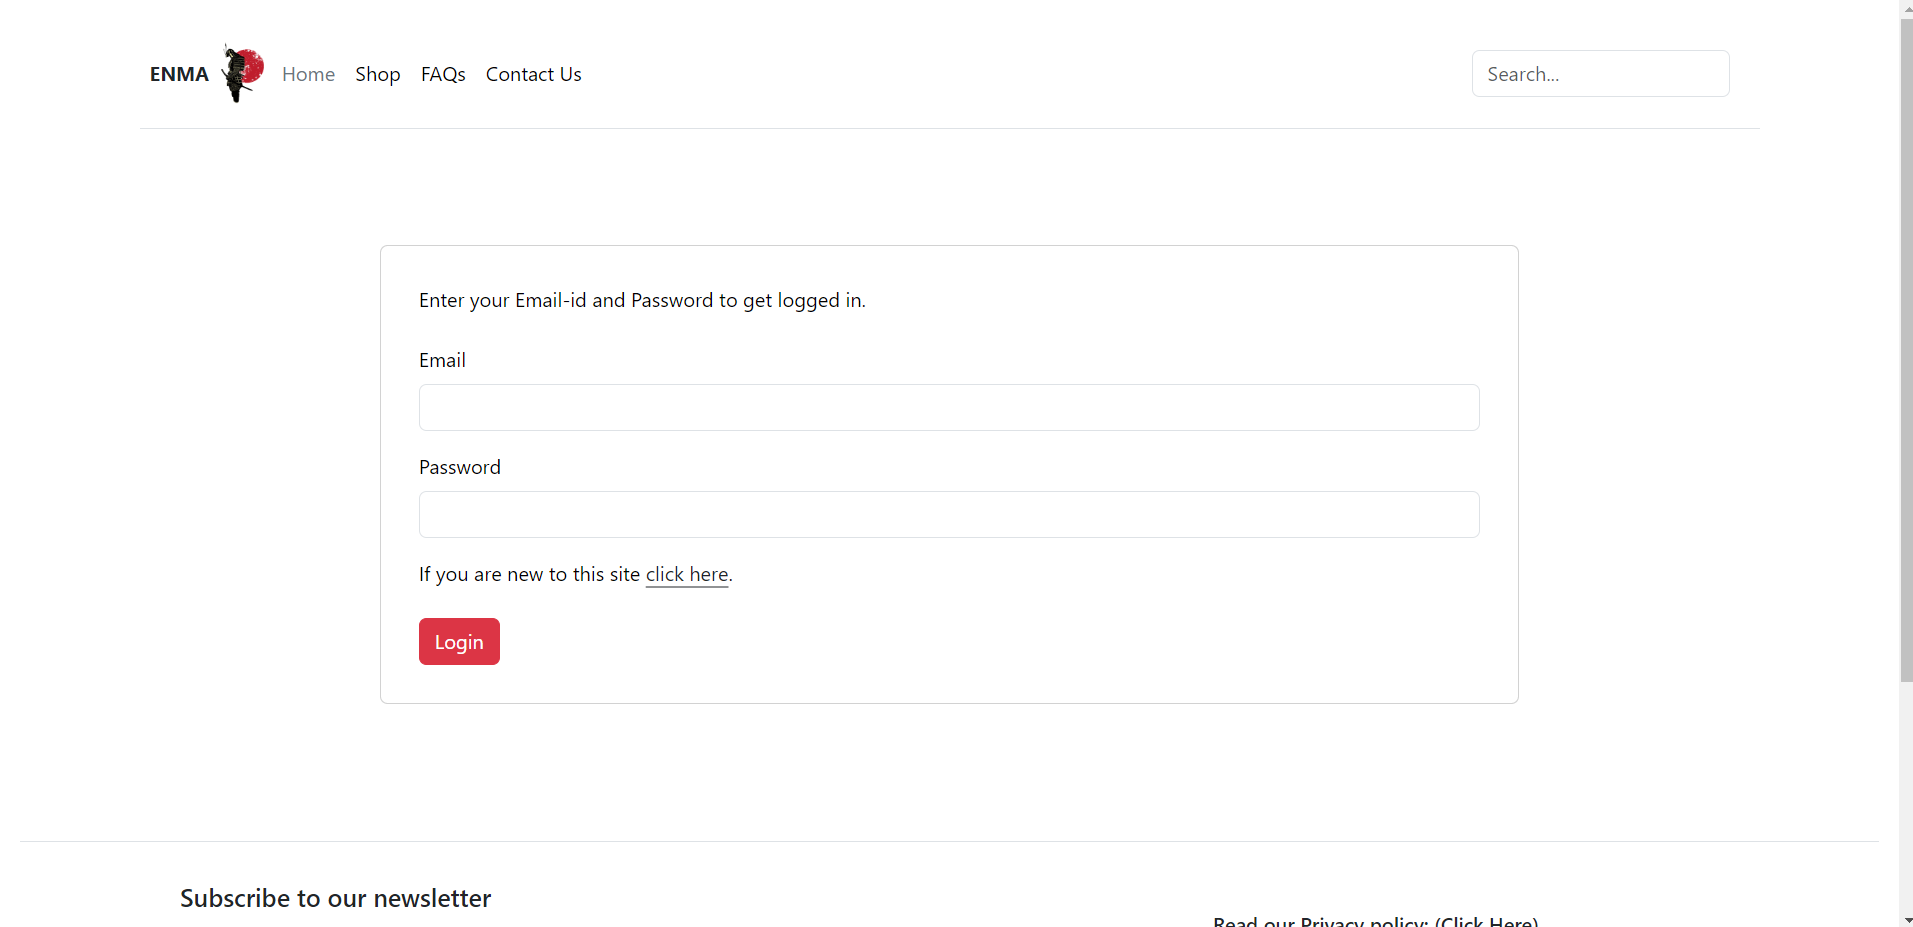 ENMA Home Shop FAQs Contact Us Search...
Enter your Email-id and Password to get logged in.
Email
Password
If you are new to this site click here.
Login
Subscribe to our newsletter
Read our Privacy policy: (Click Here)